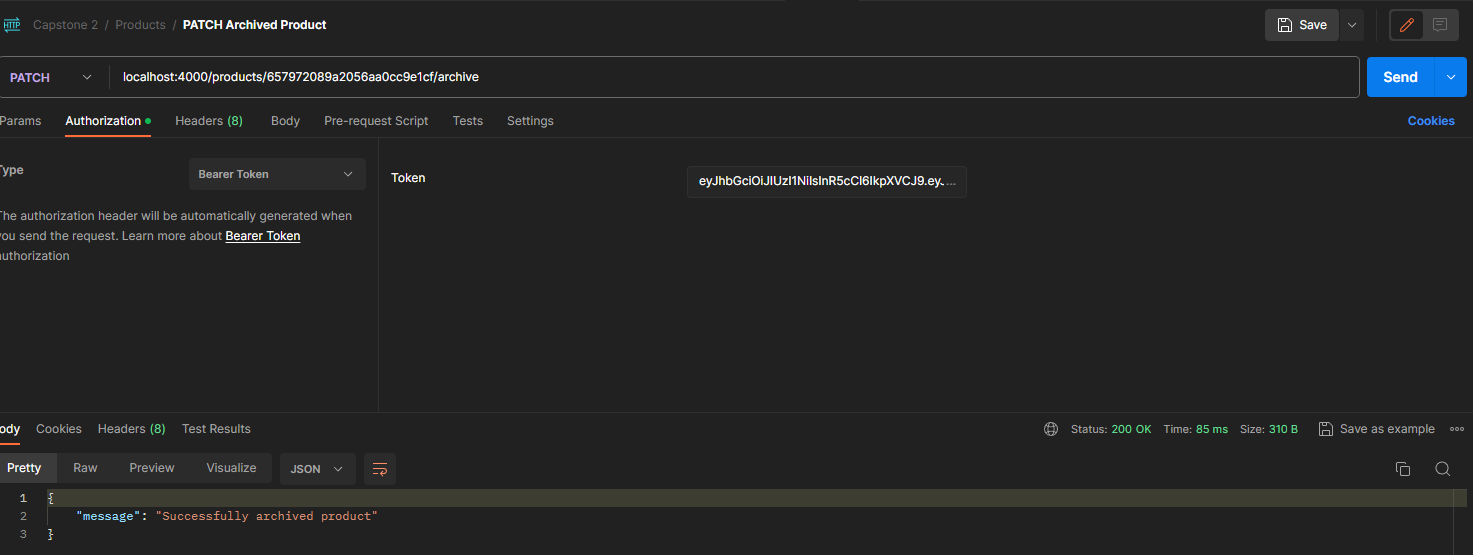 HTTP Capstone 2 / Products / PATCH Archived Product Save
PATCH localhost:4000/products/657972089a2056aa0cc9e1cf/archive Send
Params Authorization Headers (8) Body Pre-request Script Tests Settings Cookies
Type Bearer Token Token eyJhbGciOiJIUzI1NiIsInR5cCI6IkpXVCJ9.eyJ...
The authorization header will be automatically generated when
you send the request. Learn more about Bearer Token
authorization
Body Cookies Headers (8) Test Results Status: 200 OK Time: 85 ms Size: 310 B Save as example
Pretty Raw Preview Visualize JSON
1 {
2 "message": "Successfully archived product"
3 }